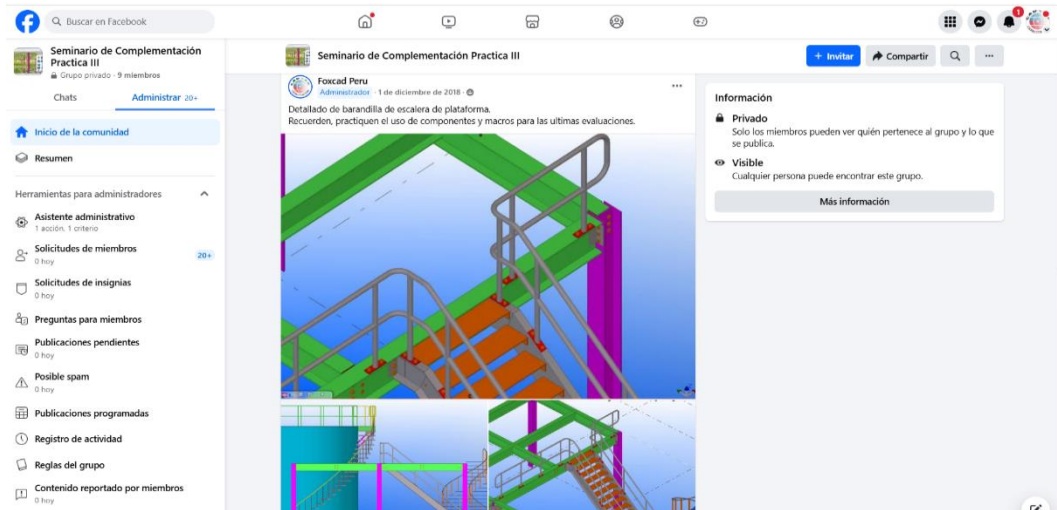 Buscar en Facebook
1
Seminario de Complementación
Practica III
Grupo privado · 9 miembros
Chats
Administrar 20+
Inicio de la comunidad
Resumen
Herramientas para administradores
Asistente administrativo
1 acción, 1 criterio
Solicitudes de miembros
0 hoy
20+
Solicitudes de insignias
0 hoy
Preguntas para miembros
Publicaciones pendientes
0 hoy
Posible spam
0 hoy
Publicaciones programadas
Registro de actividad
Reglas del grupo
Contenido reportado por miembros
0 hoy
Seminario de Complementación Practica III
+ Invitar
Compartir
Foxcad Peru
Administrador · 1 de diciembre de 2018 ·
Detallado de barandilla de escalera de plataforma.
Recuerden, practiquen el uso de componentes y macros para las ultimas evaluaciones.
Información
Privado
Solo los miembros pueden ver quién pertenece al grupo y lo que
se publica.
Visible
Cualquier persona puede encontrar este grupo.
Más información